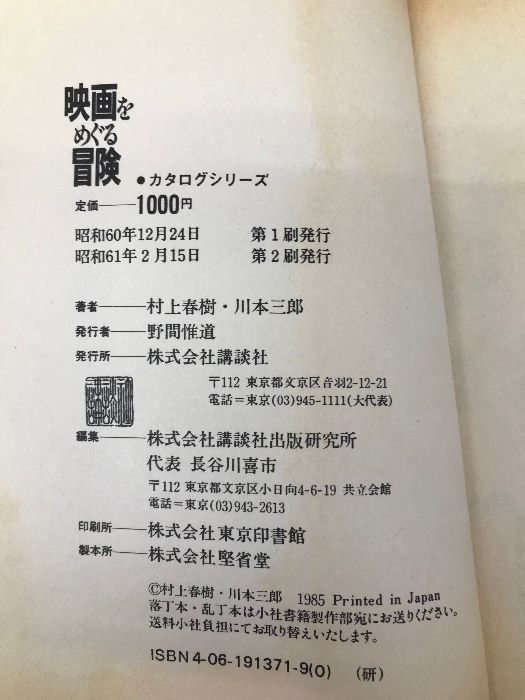 映画を
めぐる
冒険
●カタログシリーズ
定価――1000円
昭和60年12月24日 第1刷発行
昭和61年2月15日 第2刷発行
著者――村上春樹・川本三郎
発行者――野間惟道
発行所――株式会社講談社
〒112 東京都文京区音羽2-12-21
電話＝東京(03)945-1111(大代表)
編集――株式会社講談社出版研究所
代表 長谷川喜市
〒112 東京都文京区小日向4-6-19 共立会館
電話＝東京(03)943-2613
印刷所――株式会社東京印書館
製本所――株式会社堅省堂
©村上春樹・川本三郎 1985 Printed in Japan
落丁本・乱丁本は小社書籍製作部宛にお送りください。
送料小社負担にてお取り替えいたします。
ISBN4-06-191371-9(0) (研)